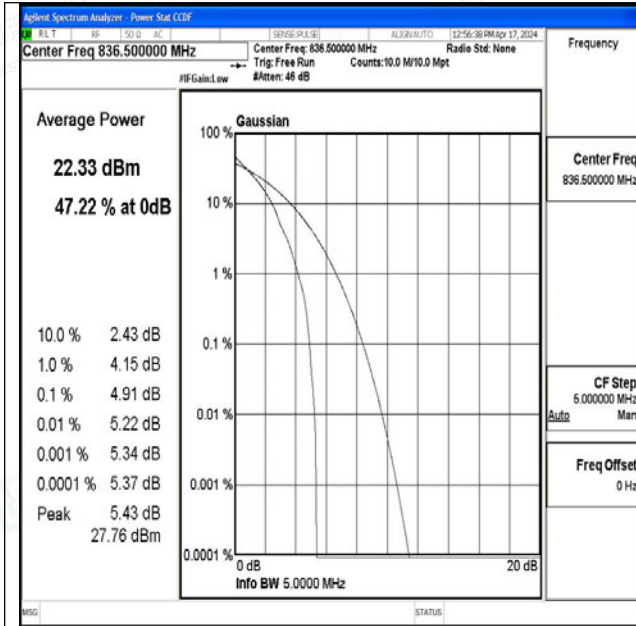 Agilent Spectrum Analyzer - Power Stat CCDF
RL T RF 50 Ω AC SENSE:PULSE ALIGN AUTO 12:56:38 PM Apr 17, 2024
Center Freq 836.500000 MHz
Center Freq: 836.500000 MHz Radio Std: None
Trig: Free Run Counts:10.0 M/10.0 Mpt
#IFGain:Low #Atten: 46 dB
Frequency
Average Power
22.33 dBm
47.22 % at 0dB
10.0 % 2.43 dB
1.0 % 4.15 dB
0.1 % 4.91 dB
0.01 % 5.22 dB
0.001 % 5.34 dB
0.0001 % 5.37 dB
Peak 5.43 dB
27.76 dBm
Gaussian
100 %
10 %
1 %
0.1 %
0.01 %
0.001 %
0.0001 %
0 dB 20 dB
Info BW 5.0000 MHz
Center Freq
836.500000 MHz
CF Step
5.000000 MHz
Auto Man
Freq Offset
0 Hz
MSG STATUS